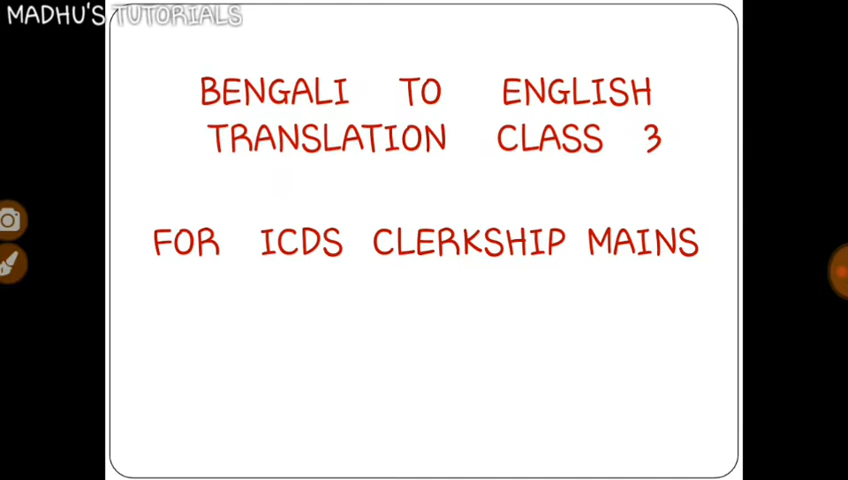 MADHU'S TUTORIALS
BENGALI TO ENGLISH
TRANSLATION CLASS 3
FOR ICDS CLERKSHIP MAINS